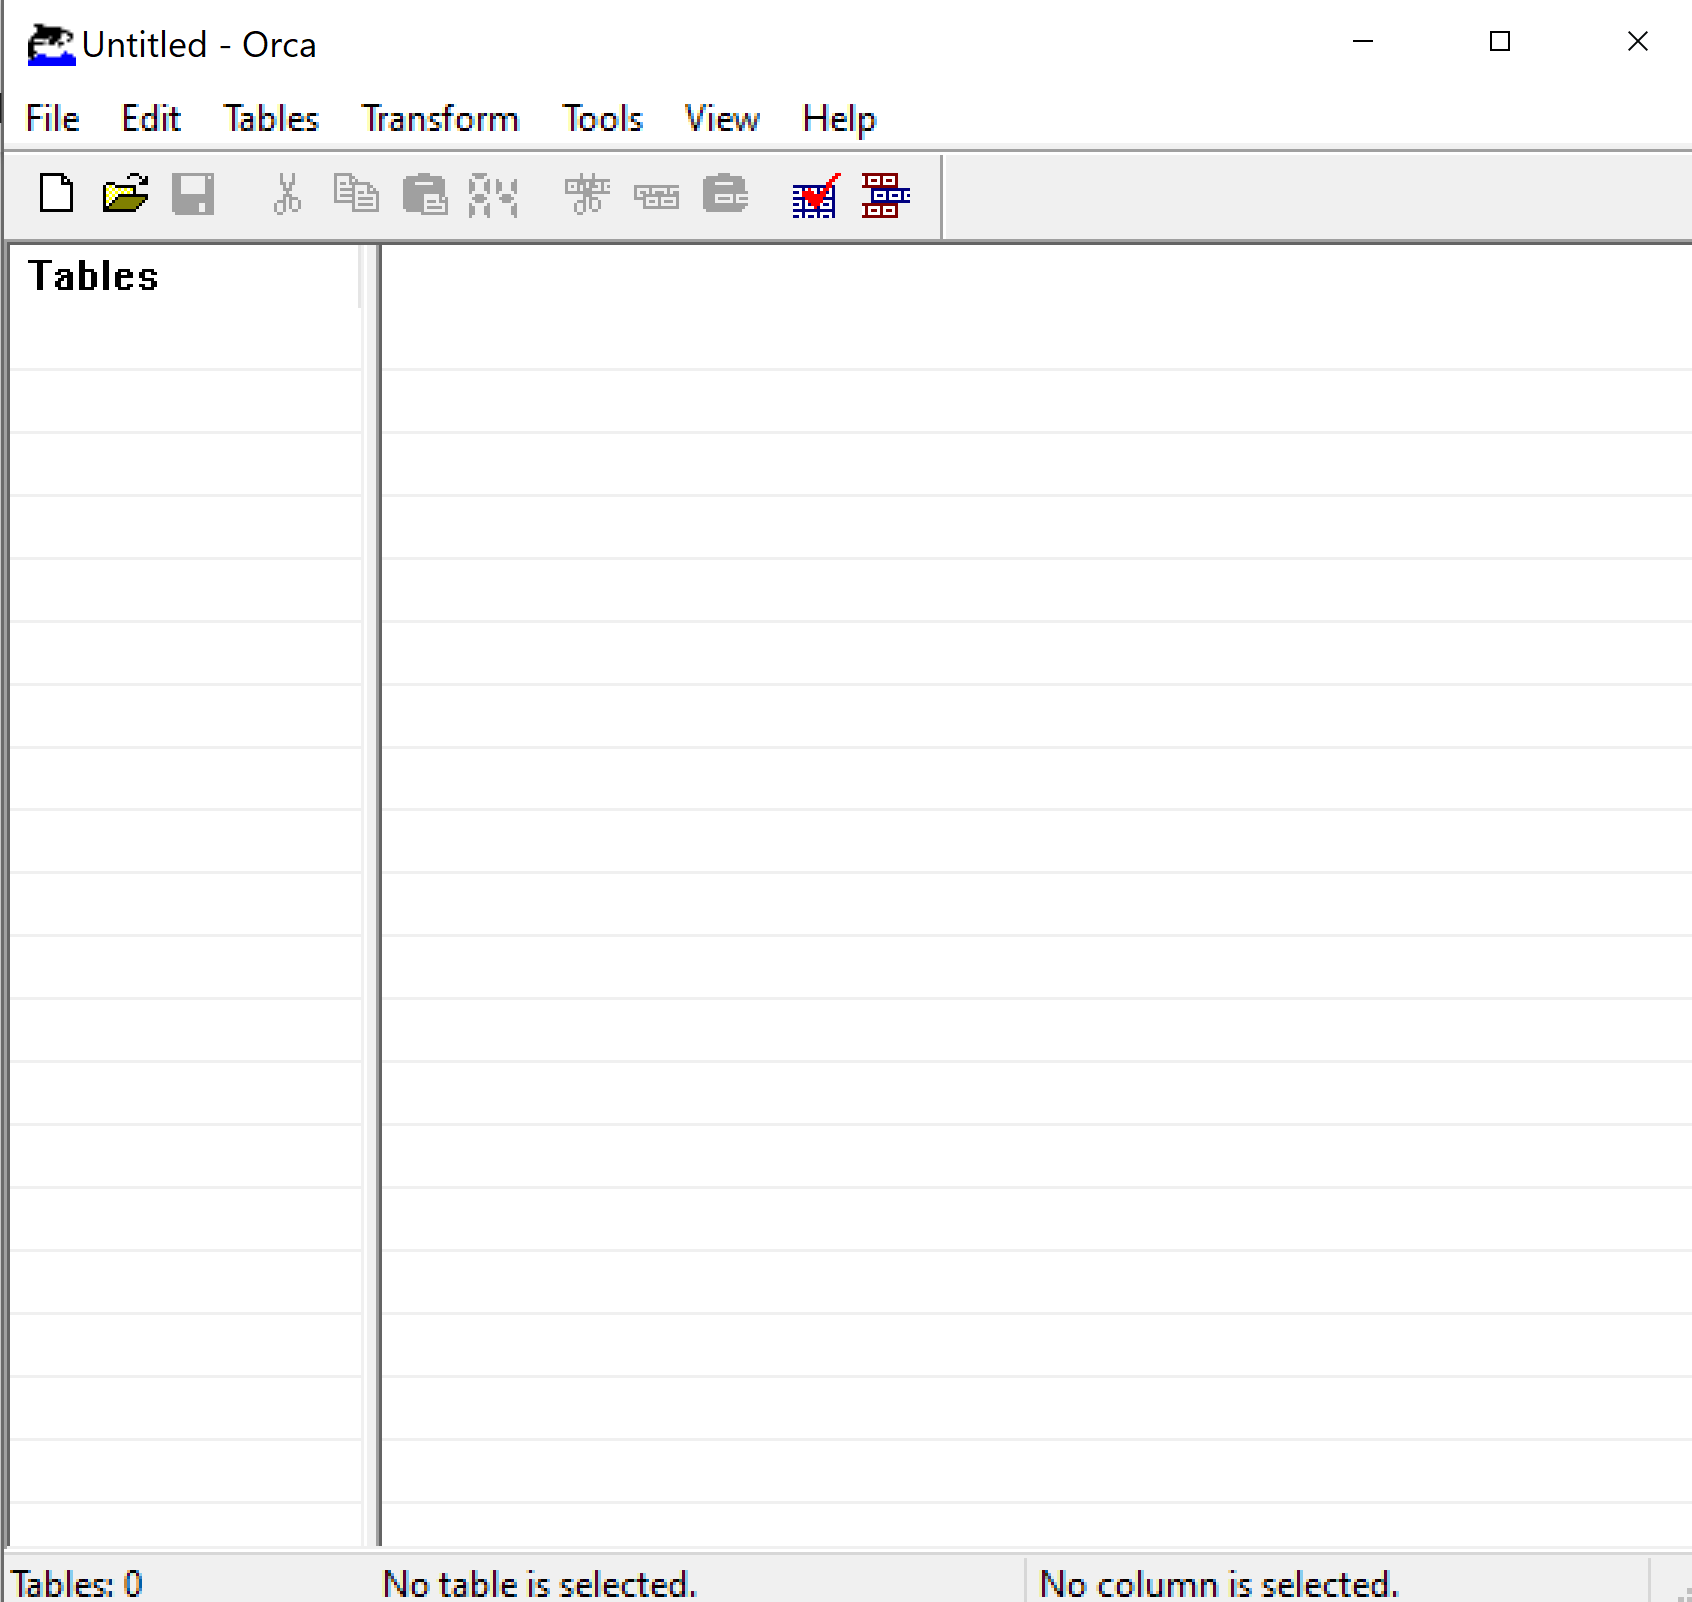 Untitled - Orca
File Edit Tables Transform Tools View Help
Tables
Tables: 0 No table is selected. No column is selected.